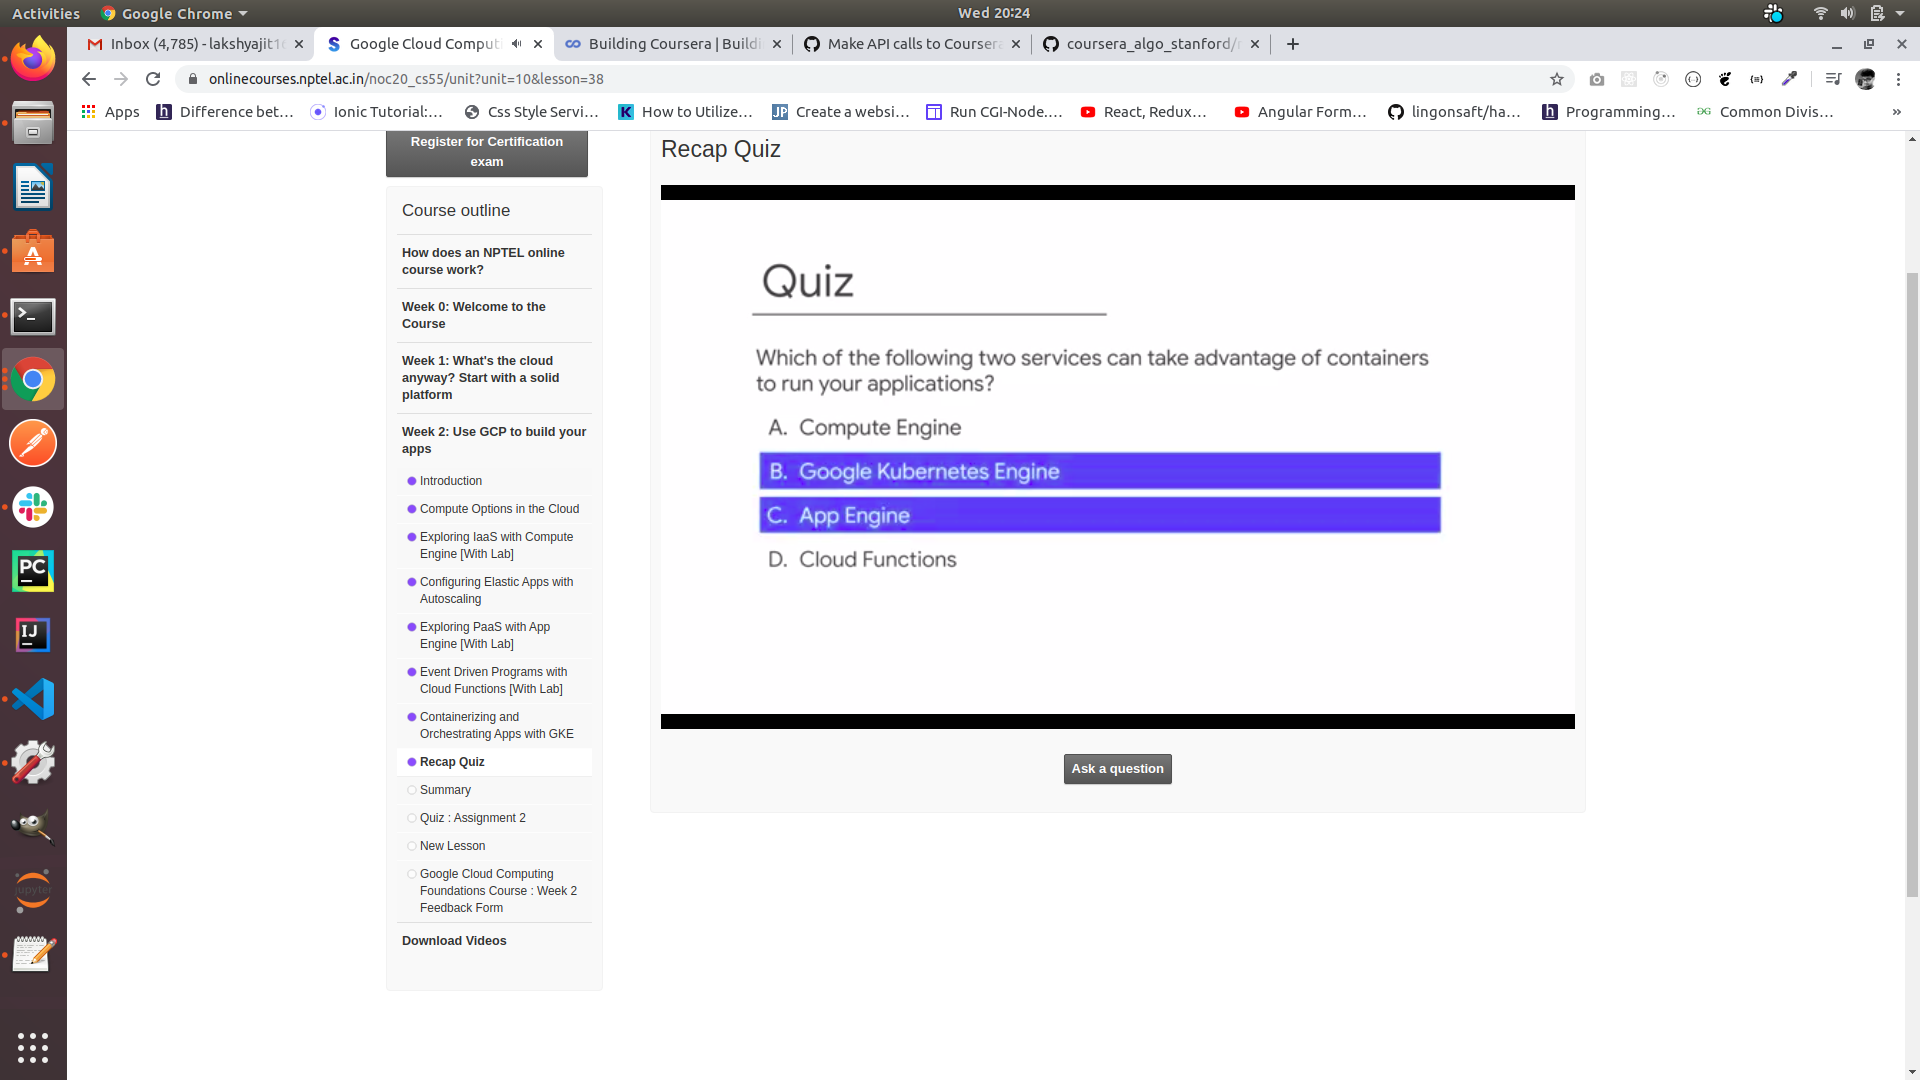 Activities
Google Chrome
Wed 20:24
Inbox (4,785) - lakshyajit1
Google Cloud Computi
Building Coursera | Buildi
Make API calls to Coursera
coursera_algo_stanford/
onlinecourses.nptel.ac.in/noc20_cs55/unit?unit=10&lesson=38
Apps
Difference bet...
Ionic Tutorial:...
Css Style Servi...
How to Utilize...
Create a websi...
Run CGI-Node....
React, Redux...
Angular Form...
lingonsaft/ha...
Programming...
Common Divis...
»
Register for Certification
exam
Course outline
How does an NPTEL online
course work?
Week 0: Welcome to the
Course
Week 1: What's the cloud
anyway? Start with a solid
platform
Week 2: Use GCP to build your
apps
Introduction
Compute Options in the Cloud
Exploring IaaS with Compute
Engine [With Lab]
Configuring Elastic Apps with
Autoscaling
Exploring PaaS with App
Engine [With Lab]
Event Driven Programs with
Cloud Functions [With Lab]
Containerizing and
Orchestrating Apps with GKE
Recap Quiz
Summary
Quiz : Assignment 2
New Lesson
Google Cloud Computing
Foundations Course : Week 2
Feedback Form
Download Videos
Recap Quiz
Quiz
Which of the following two services can take advantage of containers
to run your applications?
A. Compute Engine
B. Google Kubernetes Engine
C. App Engine
D. Cloud Functions
Ask a question
PC
IJ
jupyter